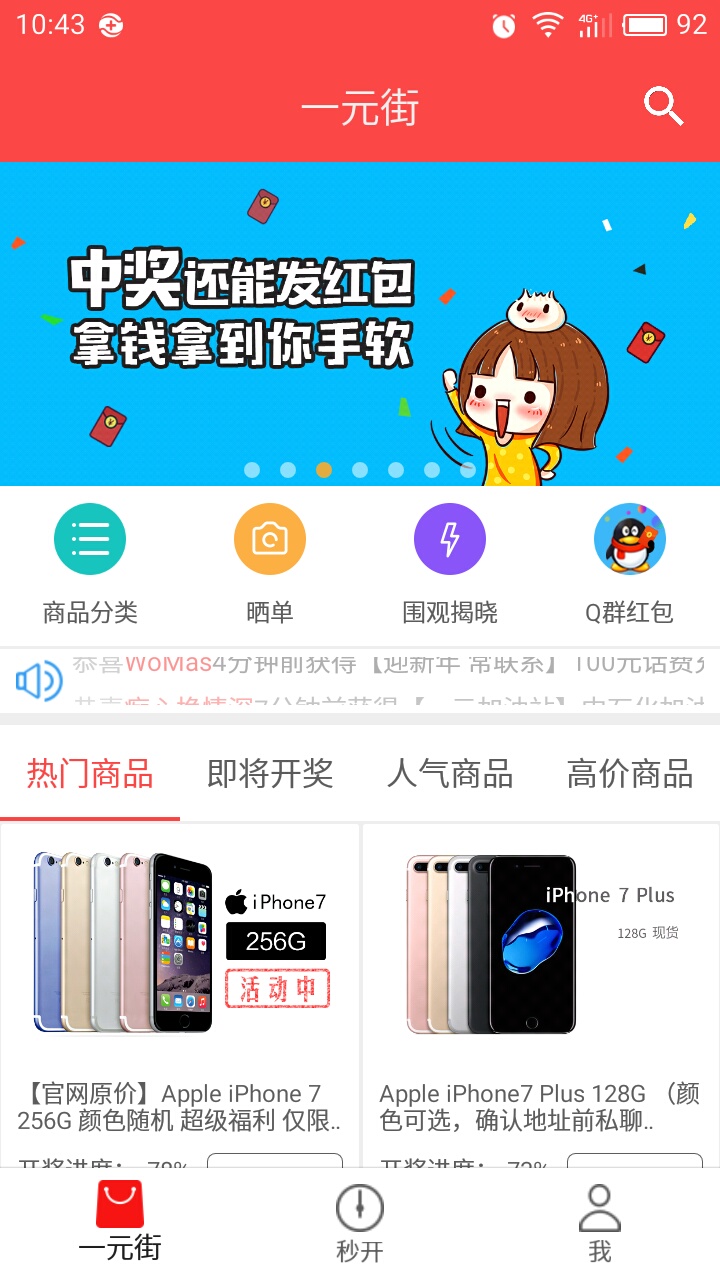 10:43
4G+
92
一元街
中奖还能发红包
拿钱拿到你手软
商品分类
晒单
围观揭晓
Q群红包
恭喜WoMas4分钟前获得【迎新年 常联系】100元话费
热门商品
即将开奖
人气商品
高价商品
iPhone7
256G
活动中
iPhone 7 Plus
128G 现货
【官网原价】Apple iPhone 7
256G 颜色随机 超级福利 仅限..
Apple iPhone7 Plus 128G （颜
色可选，确认地址前私聊..
开奖进度： 78%
开奖进度： 72%
一元街
秒开
我